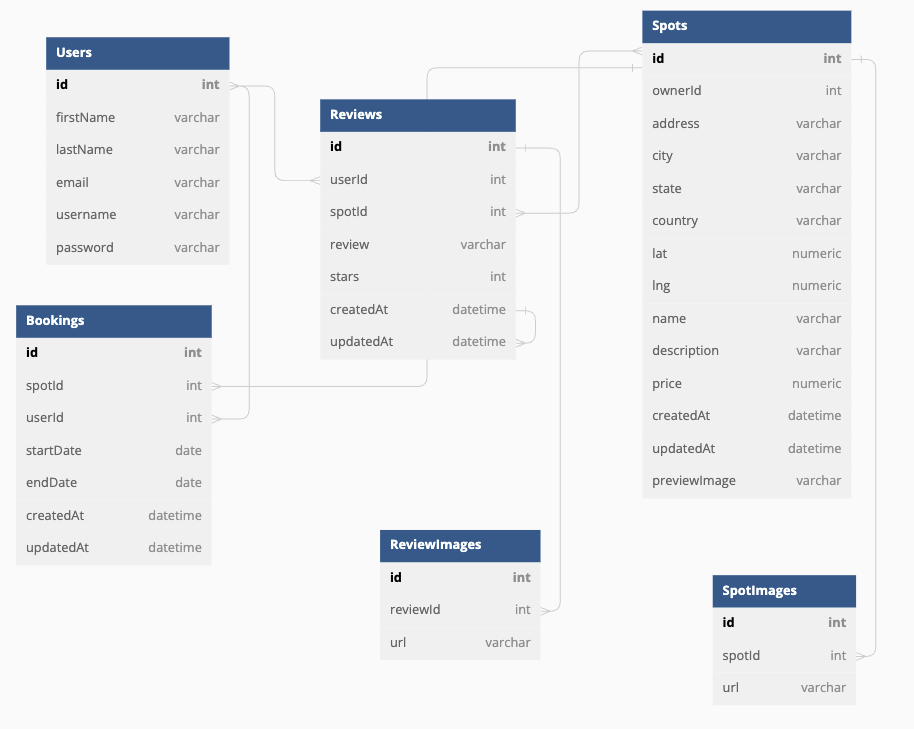 Users
id int
firstName varchar
lastName varchar
email varchar
username varchar
password varchar
Bookings
id int
spotId int
userId int
startDate date
endDate date
createdAt datetime
updatedAt datetime
Reviews
id int
userId int
spotId int
review varchar
stars int
createdAt datetime
updatedAt datetime
ReviewImages
id int
reviewId int
url varchar
Spots
id int
ownerId int
address varchar
city varchar
state varchar
country varchar
lat numeric
lng numeric
name varchar
description varchar
price numeric
createdAt datetime
updatedAt datetime
previewImage varchar
SpotImages
id int
spotId int
url varchar